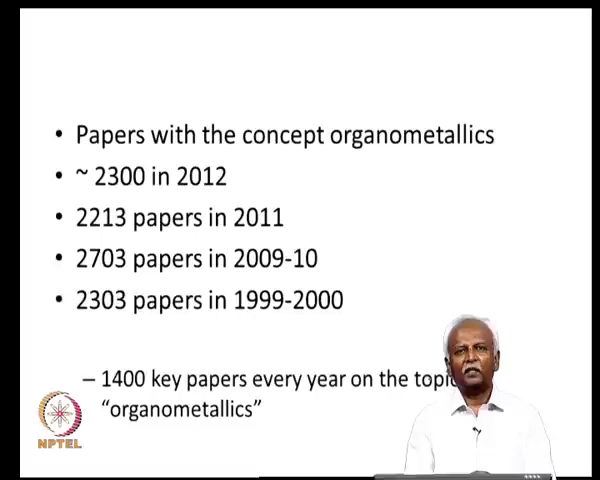 • Papers with the concept organometallics
• ~ 2300 in 2012
• 2213 papers in 2011
• 2703 papers in 2009-10
• 2303 papers in 1999-2000
– 1400 key papers every year on the topic
“organometallics”
NPTEL